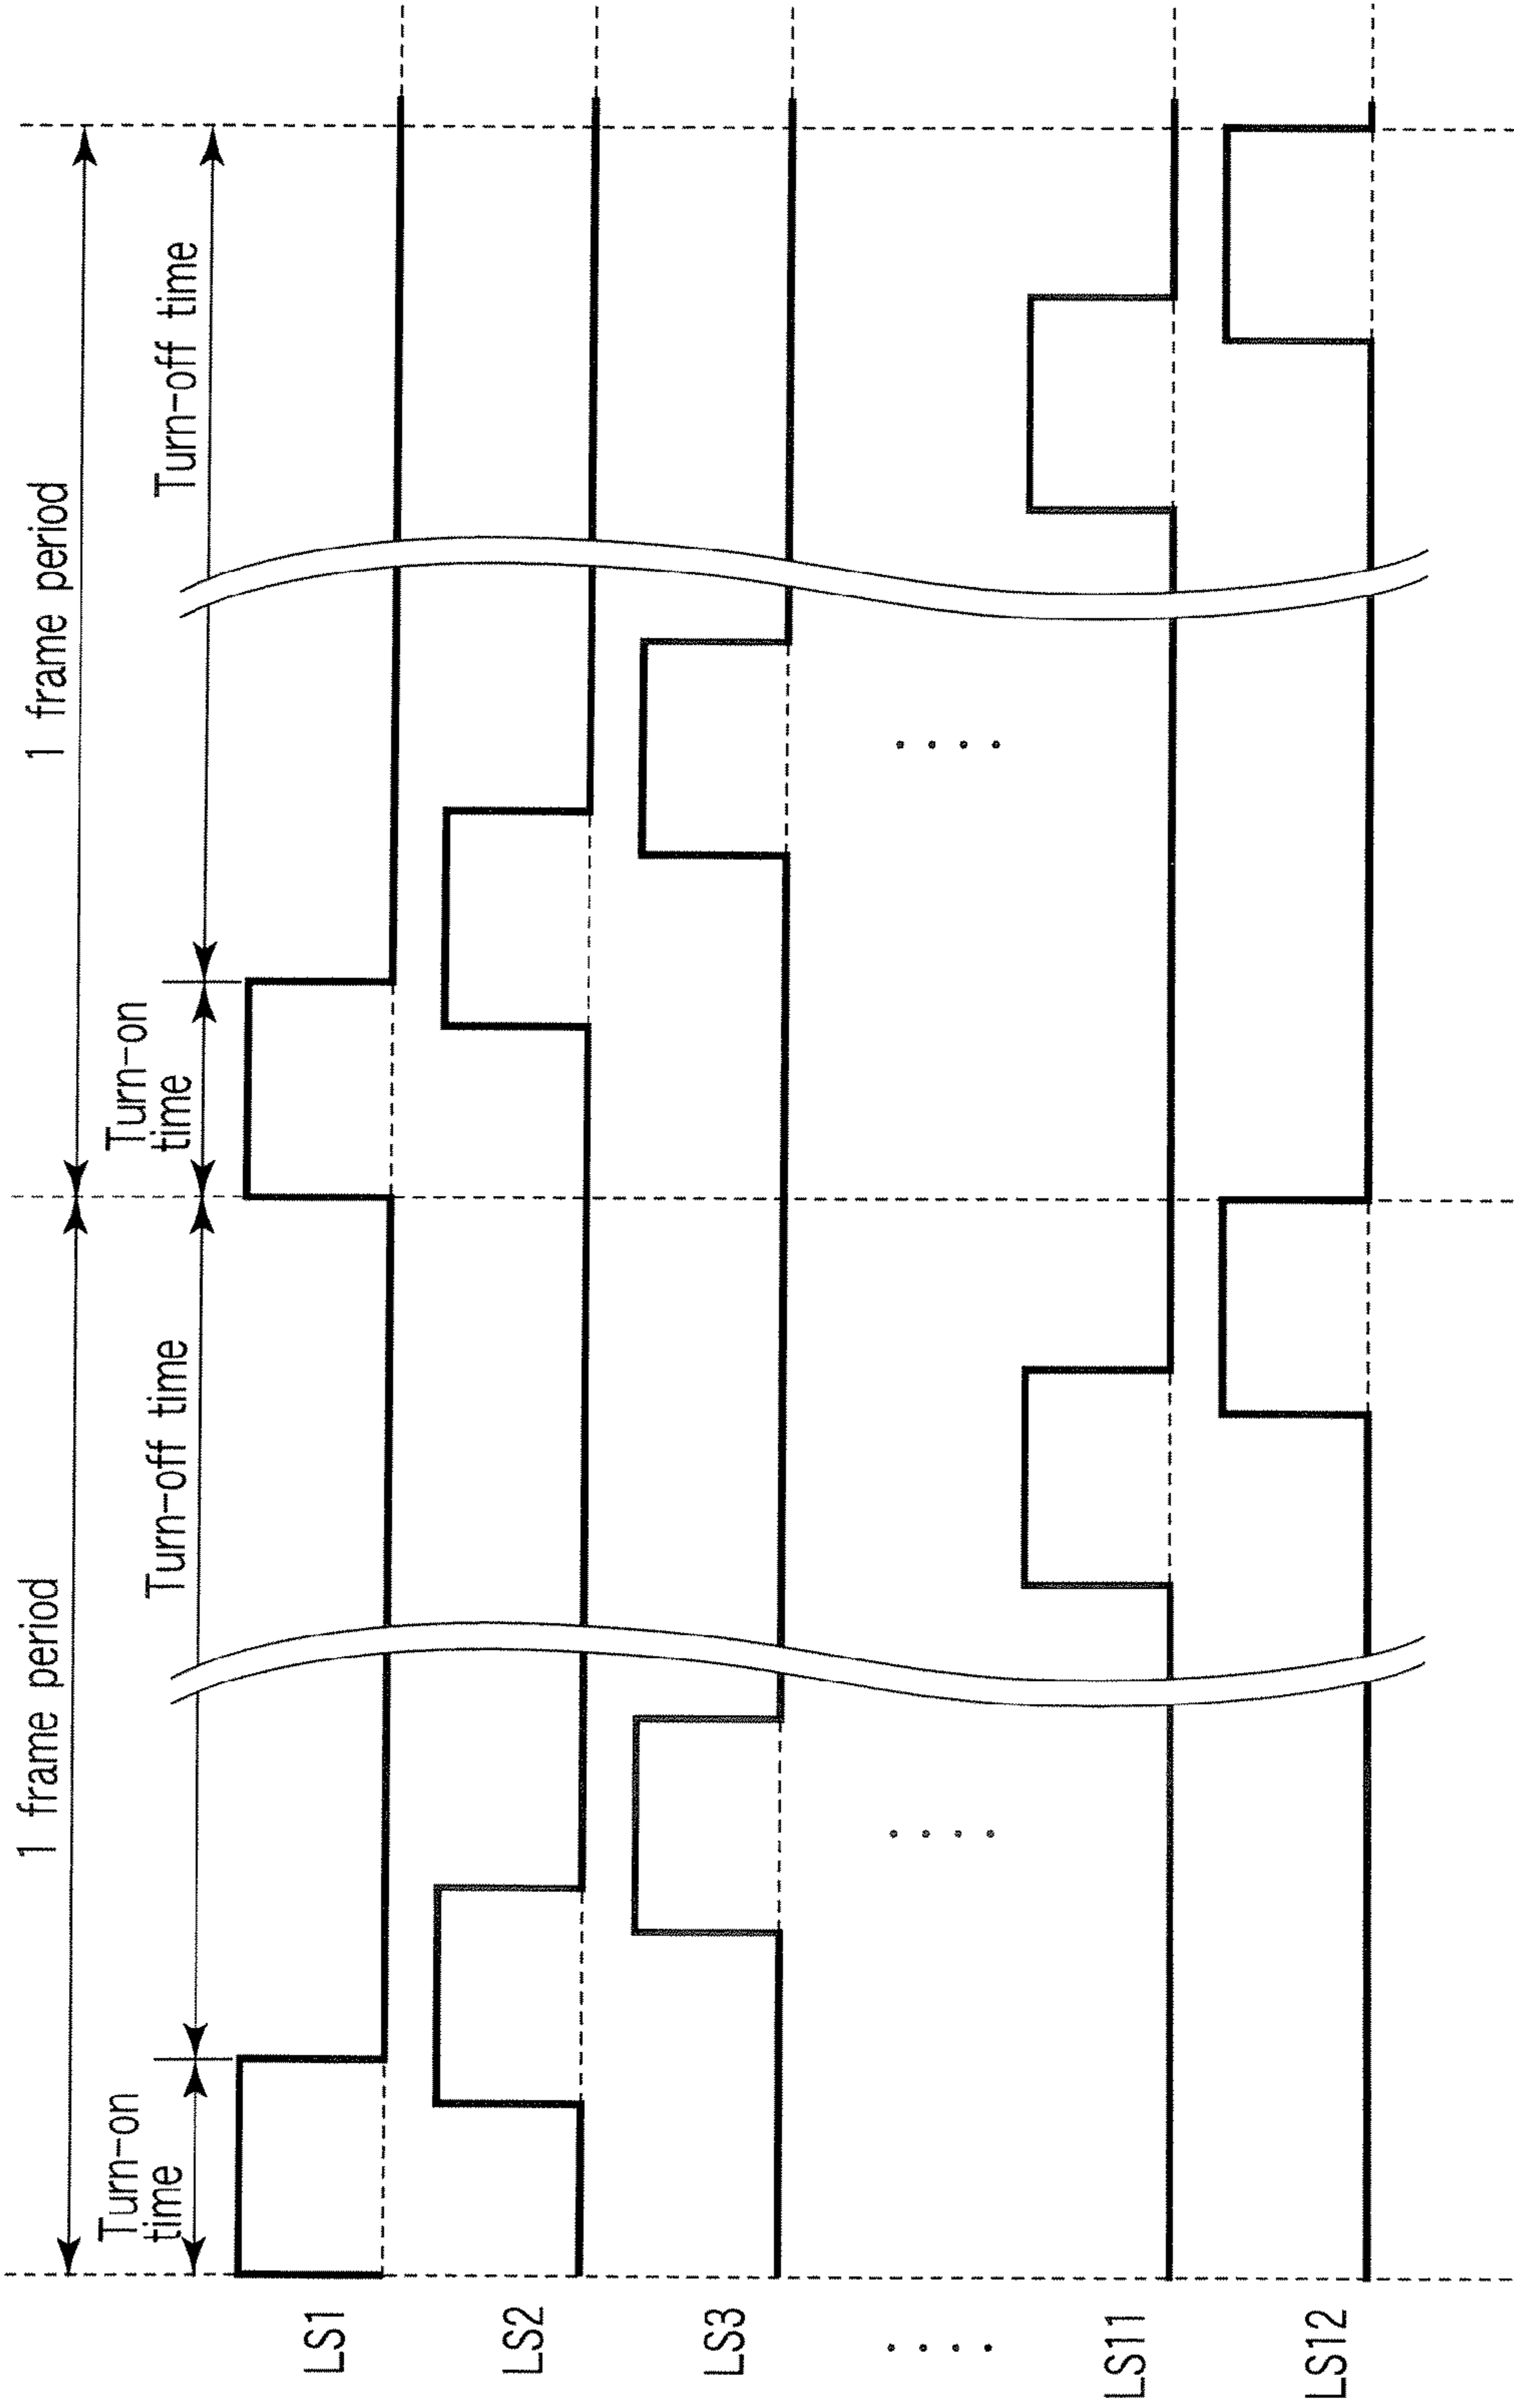 1 frame period
1 frame period
Turn-on
time
Turn-off time
Turn-on
time
Turn-off time
LS1
LS2
LS3
. . . .
. . . .
. . . .
LS11
LS12